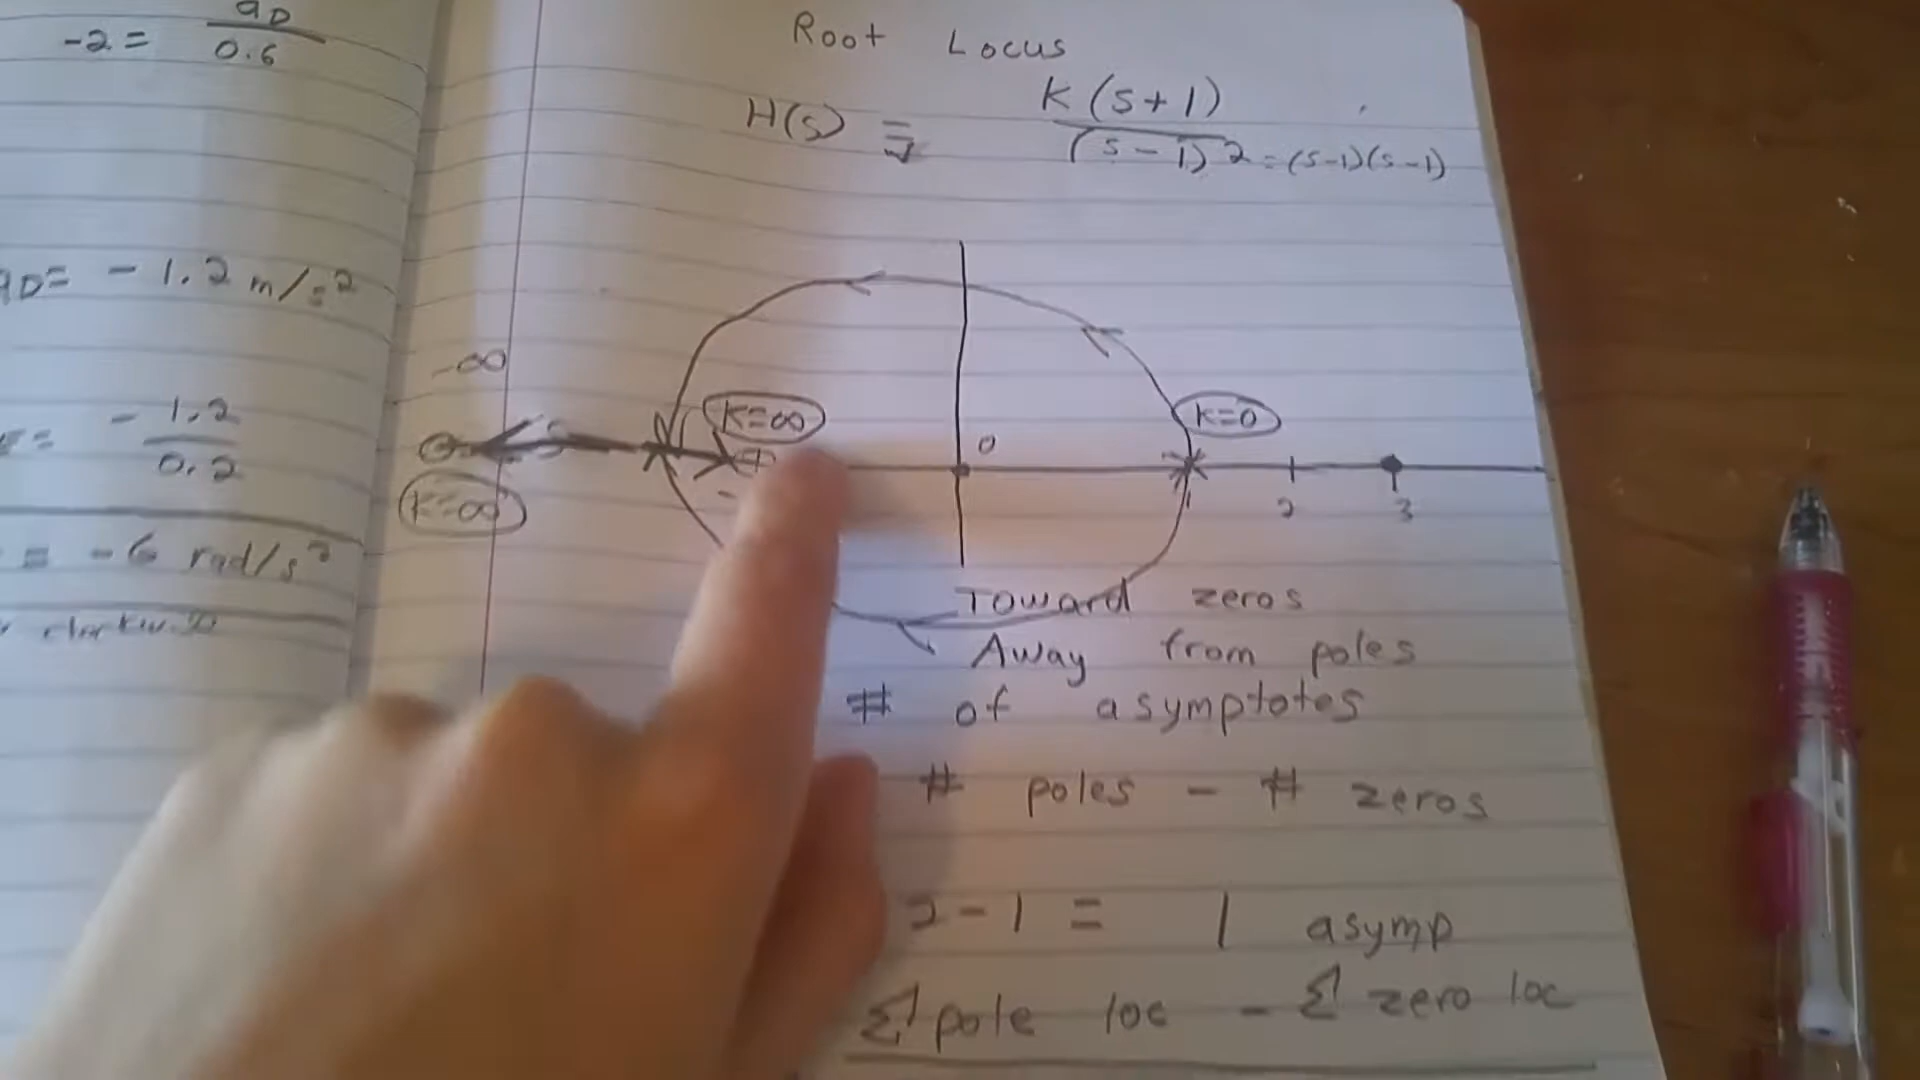 -2 = aD / 0.6
aD = - 1.2 m/s²
= - 1.2 / 0.2
= - 6 rad/s²
Root Locus
H(s) = K(s+1) / (s-1)² = (s-1)(s-1)
-∞
K=∞
K=0
0
K=∞
2
3
Toward zeros
Away from poles
# of asymptotes
# poles - # zeros
2 - 1 = 1 asymp
Σ pole loc - Σ zero loc